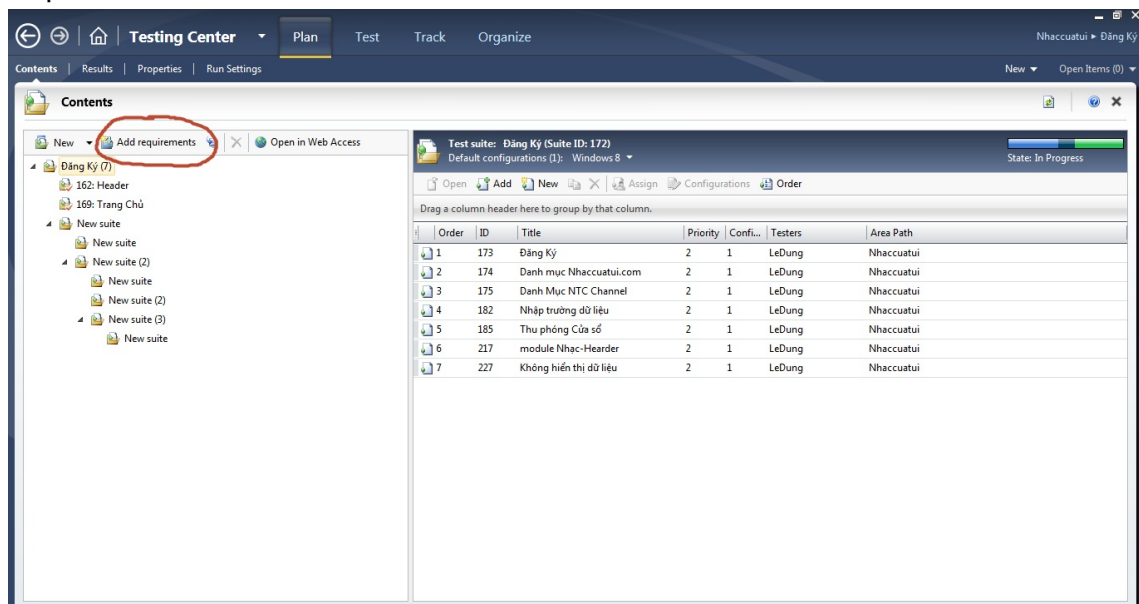 Testing Center Plan Test Track Organize Nhaccuatui ▸ Đăng Ký
Contents | Results | Properties | Run Settings New Open Items (0)
Contents
New Add requirements Open in Web Access
Đăng Ký (7)
162: Header
169: Trang Chủ
New suite
New suite
New suite (2)
New suite
New suite (2)
New suite (3)
New suite
Test suite: Đăng Ký (Suite ID: 172)
Default configurations (1): Windows 8
State: In Progress
Open Add New Assign Configurations Order
Drag a column header here to group by that column.
Order ID Title Priority Confi... Testers Area Path
1 173 Đăng Ký 2 1 LeDung Nhaccuatui
2 174 Danh mục Nhaccuatui.com 2 1 LeDung Nhaccuatui
3 175 Danh Mục NTC Channel 2 1 LeDung Nhaccuatui
4 182 Nhập trường dữ liệu 2 1 LeDung Nhaccuatui
5 185 Thu phóng Cửa sổ 2 1 LeDung Nhaccuatui
6 217 module Nhạc-Hearder 2 1 LeDung Nhaccuatui
7 227 Không hiển thị dữ liệu 2 1 LeDung Nhaccuatui